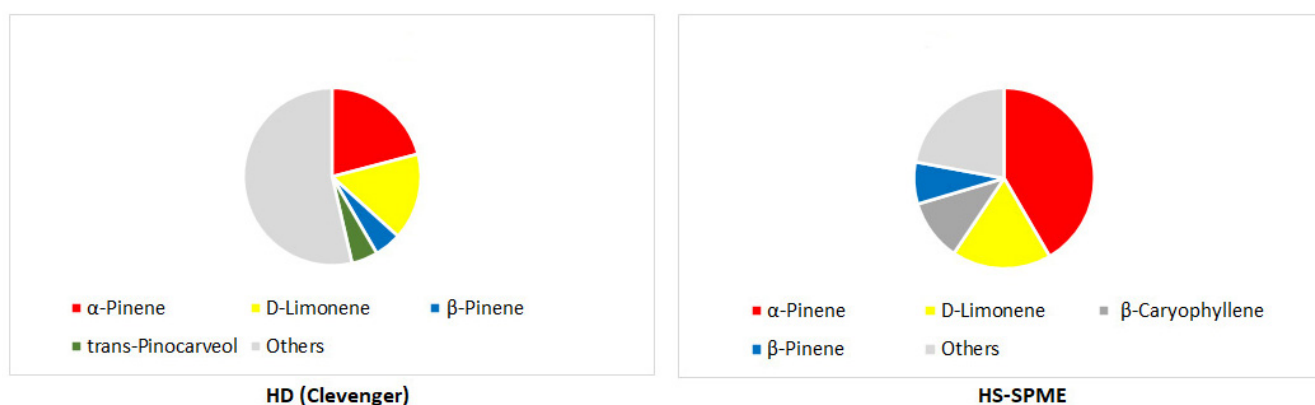 α-Pinene D-Limonene β-Pinene
trans-Pinocarveol Others
HD (Clevenger)
α-Pinene D-Limonene β-Caryophyllene
β-Pinene Others
HS-SPME